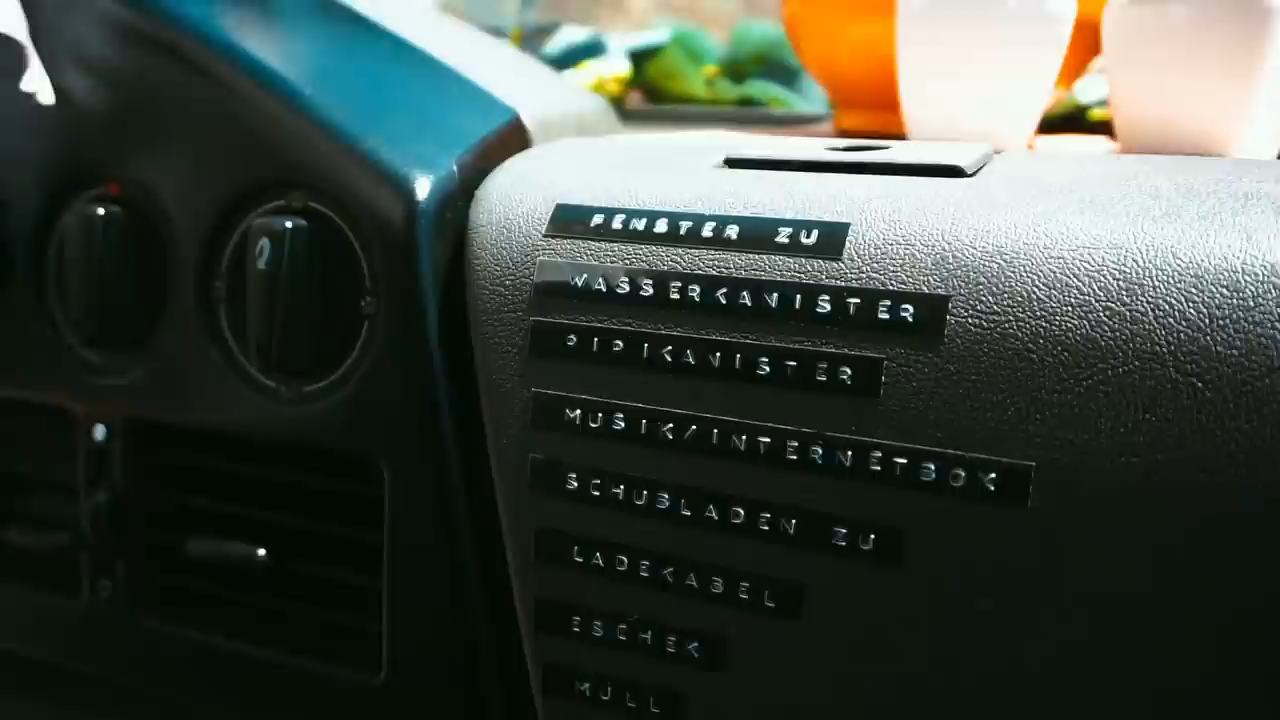 FENSTER ZU
WASSERKANISTER
PIPIKANISTER
MUSIK/INTERNETBOX
SCHUBLADEN ZU
LADEKABEL
ESCHEK
MÜLL